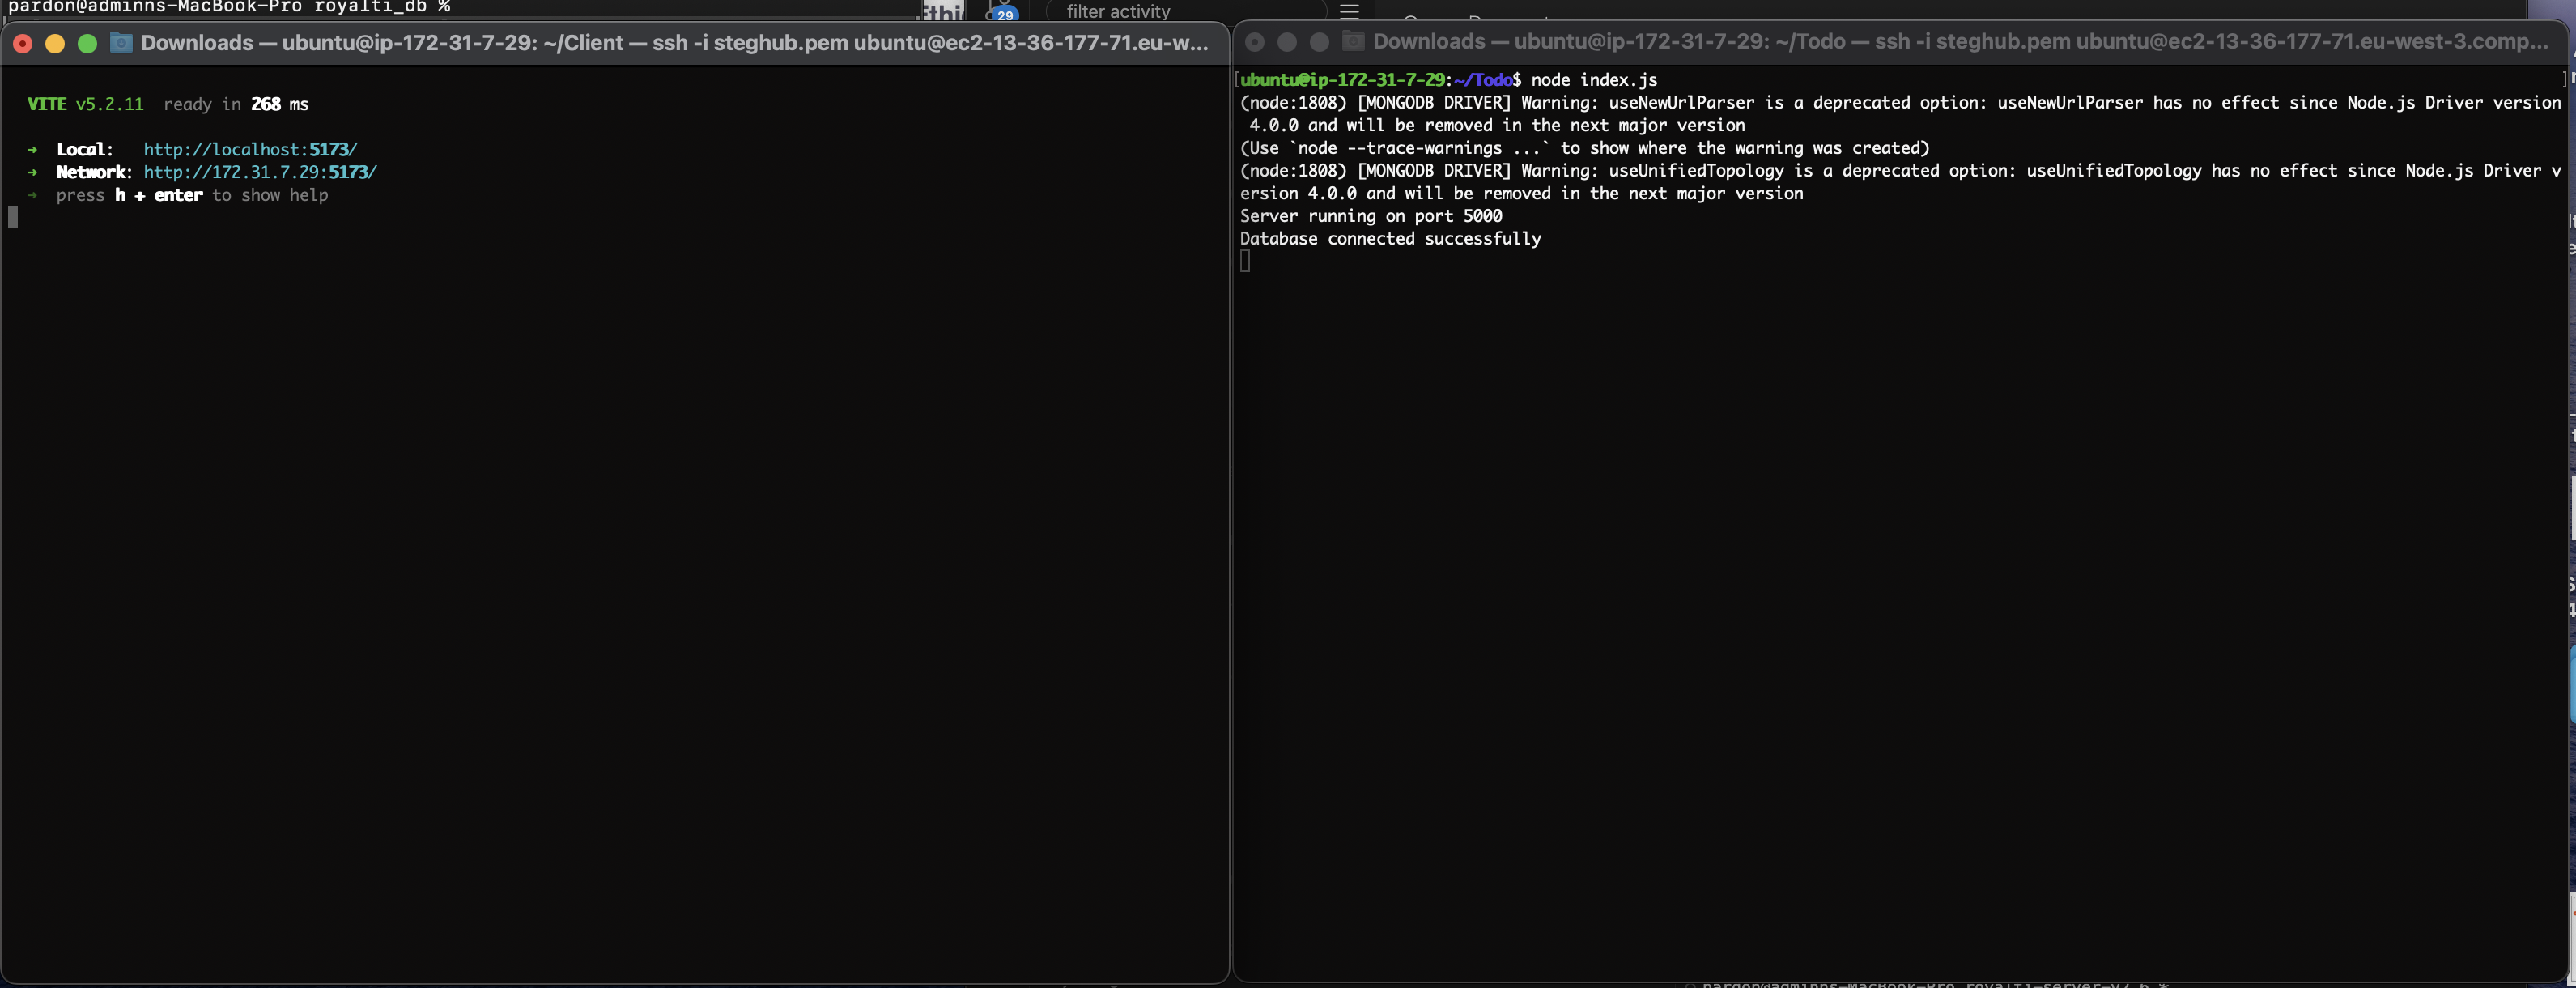 pardon@adminns-MacBook-Pro royalti_db %
29
filter activity
Downloads — ubuntu@ip-172-31-7-29: ~/Client — ssh -i steghub.pem ubuntu@ec2-13-36-177-71.eu-w...
VITE v5.2.11 ready in 268 ms
➜ Local: http://localhost:5173/
➜ Network: http://172.31.7.29:5173/
➜ press h + enter to show help
Downloads — ubuntu@ip-172-31-7-29: ~/Todo — ssh -i steghub.pem ubuntu@ec2-13-36-177-71.eu-west-3.comp...
[ubuntu@ip-172-31-7-29:~/Todo$ node index.js ]
(node:1808) [MONGODB DRIVER] Warning: useNewUrlParser is a deprecated option: useNewUrlParser has no effect since Node.js Driver version
4.0.0 and will be removed in the next major version
(Use `node --trace-warnings ...` to show where the warning was created)
(node:1808) [MONGODB DRIVER] Warning: useUnifiedTopology is a deprecated option: useUnifiedTopology has no effect since Node.js Driver v
ersion 4.0.0 and will be removed in the next major version
Server running on port 5000
Database connected successfully